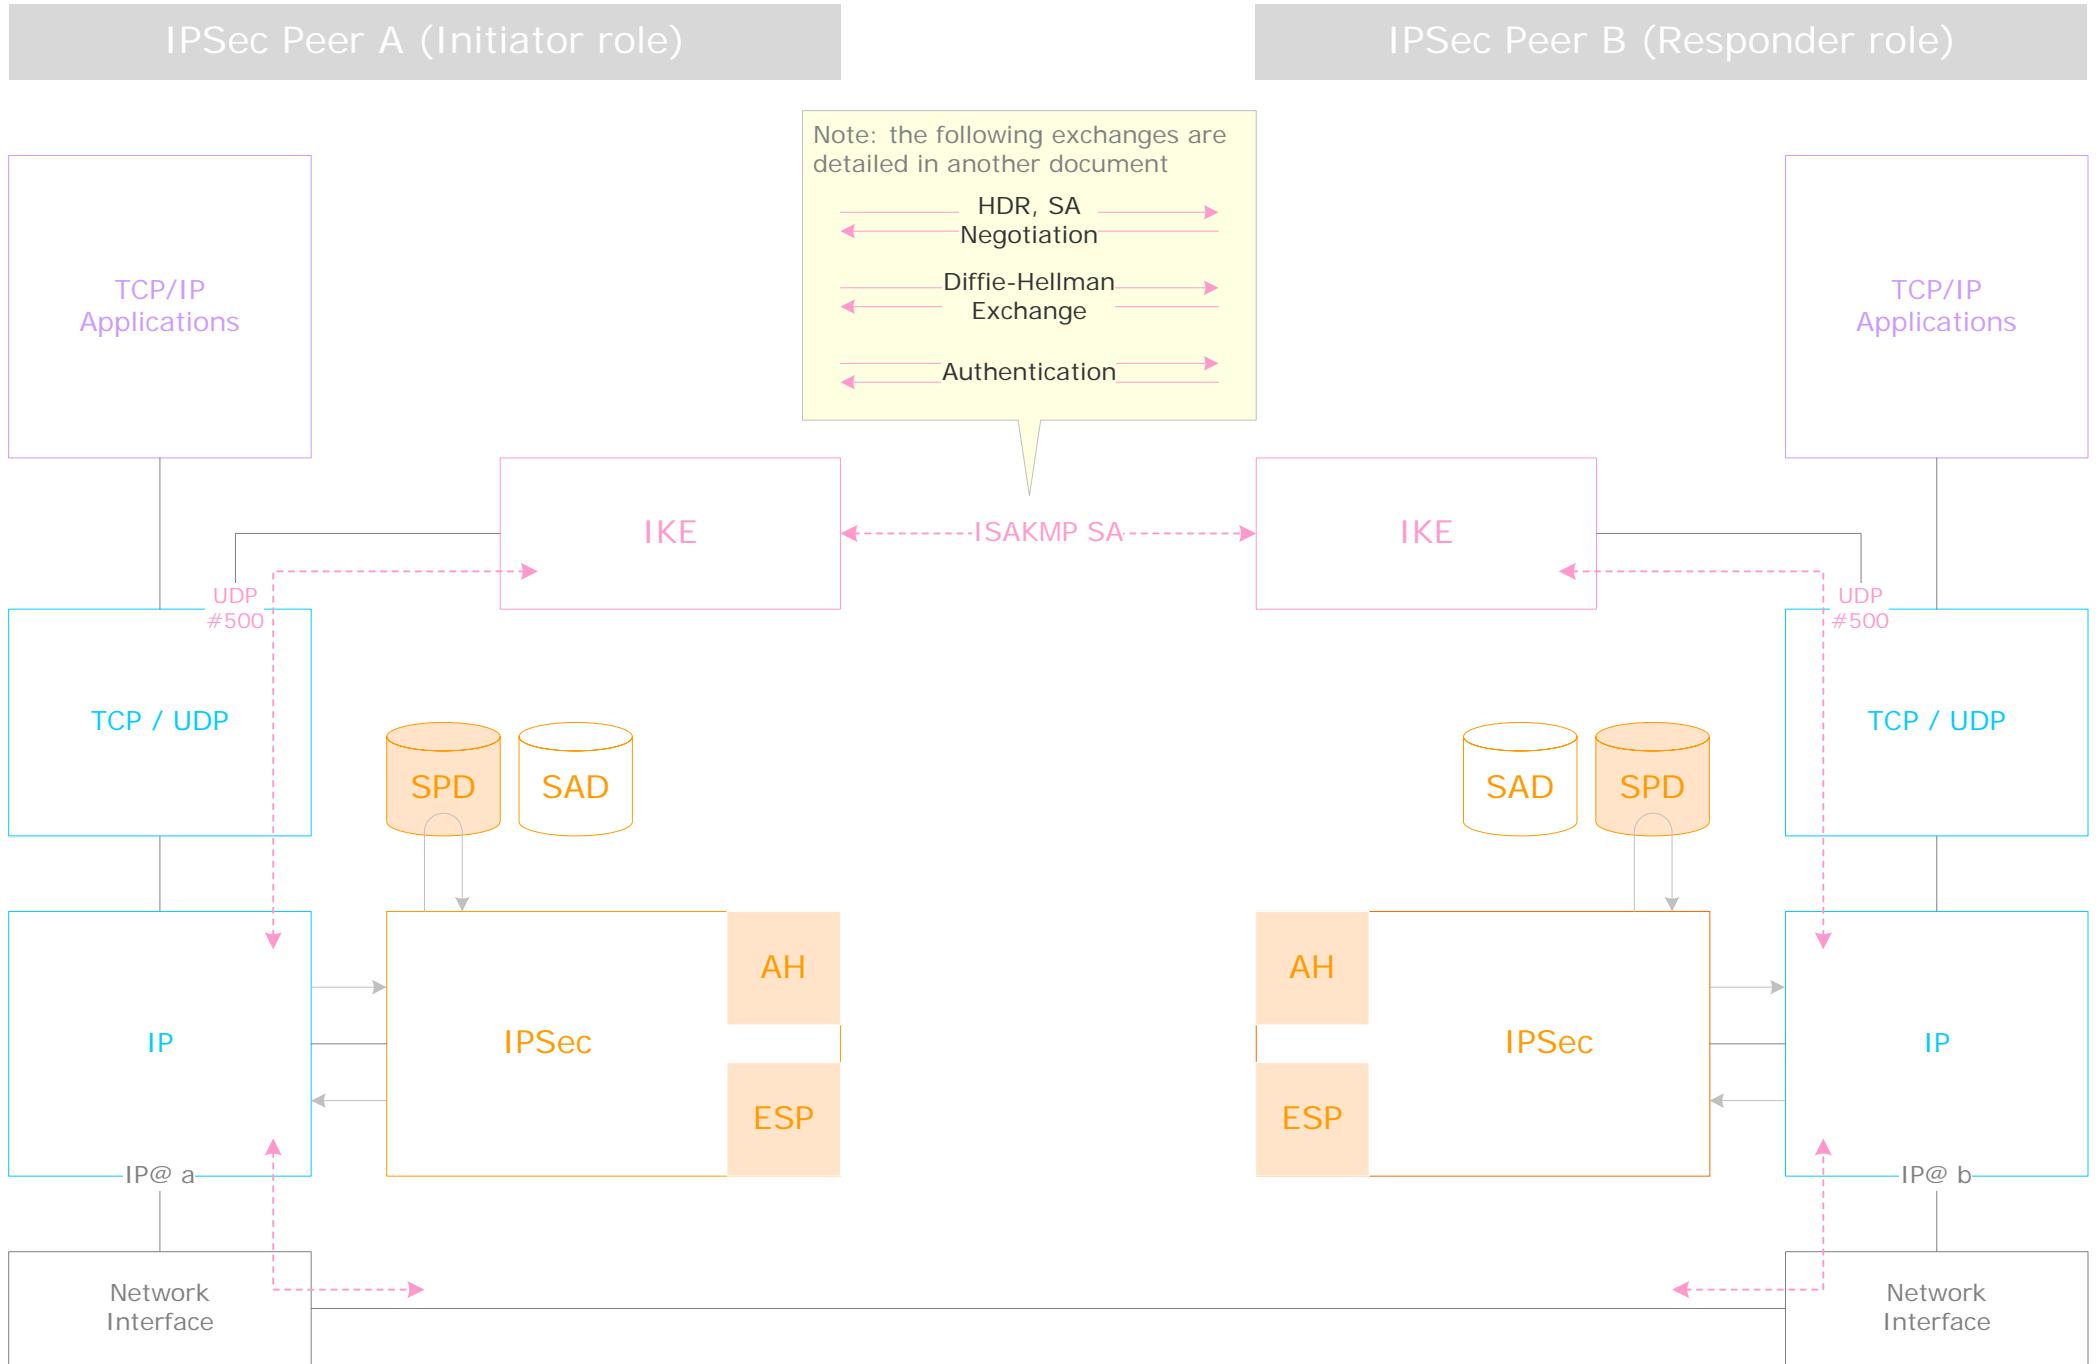 IPSec Peer A (Initiator role)
IPSec Peer B (Responder role)
Note: the following exchanges are
detailed in another document
HDR, SA
Negotiation
Diffie-Hellman
Exchange
Authentication
TCP/IP
Applications
TCP/IP
Applications
IKE
ISAKMP SA
IKE
UDP
#500
UDP
#500
TCP / UDP
SPD
SAD
SAD
SPD
TCP / UDP
IP
IPSec
AH
ESP
AH
ESP
IPSec
IP
IP@ a
IP@ b
Network
Interface
Network
Interface